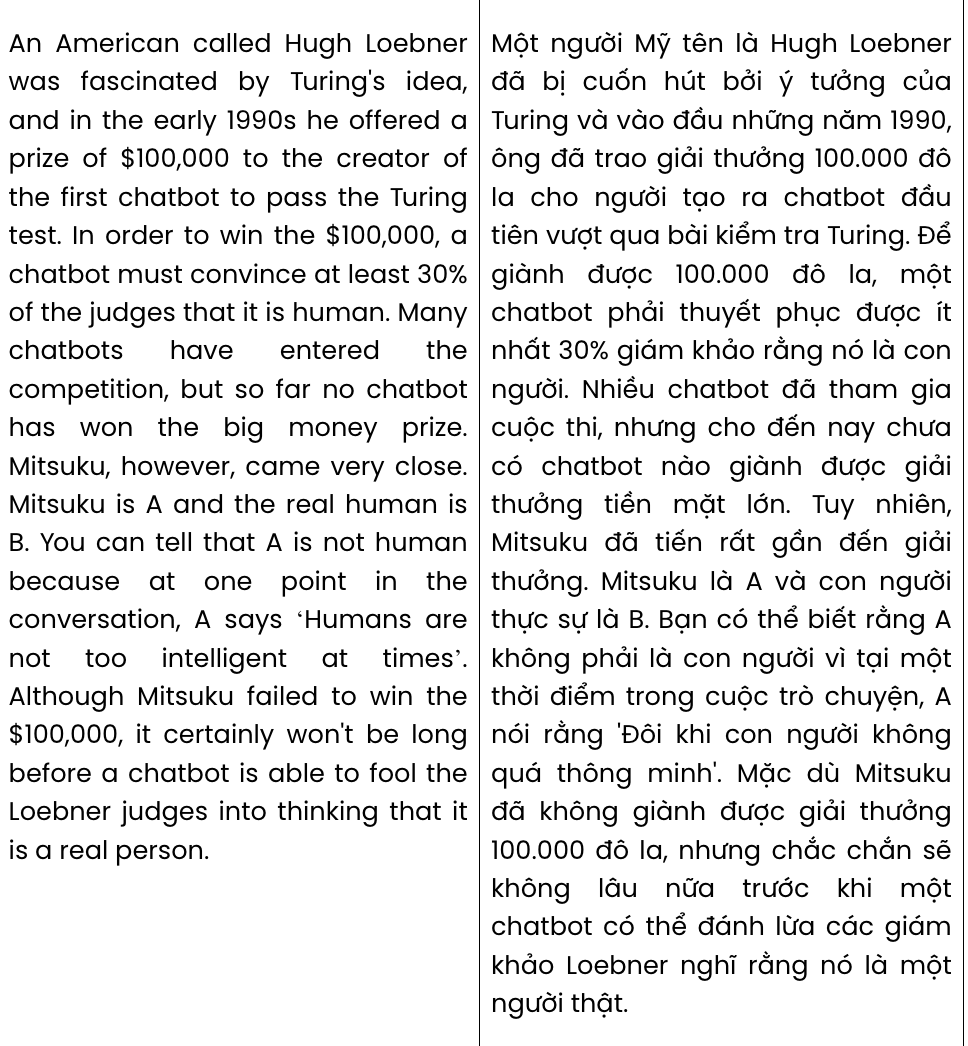 An American called Hugh Loebner
was fascinated by Turing's idea,
and in the early 1990s he offered a
prize of $100,000 to the creator of
the first chatbot to pass the Turing
test. In order to win the $100,000, a
chatbot must convince at least 30%
of the judges that it is human. Many
chatbots have entered the
competition, but so far no chatbot
has won the big money prize.
Mitsuku, however, came very close.
Mitsuku is A and the real human is
B. You can tell that A is not human
because at one point in the
conversation, A says ‘Humans are
not too intelligent at times’.
Although Mitsuku failed to win the
$100,000, it certainly won't be long
before a chatbot is able to fool the
Loebner judges into thinking that it
is a real person.
Một người Mỹ tên là Hugh Loebner
đã bị cuốn hút bởi ý tưởng của
Turing và vào đầu những năm 1990,
ông đã trao giải thưởng 100.000 đô
la cho người tạo ra chatbot đầu
tiên vượt qua bài kiểm tra Turing. Để
giành được 100.000 đô la, một
chatbot phải thuyết phục được ít
nhất 30% giám khảo rằng nó là con
người. Nhiều chatbot đã tham gia
cuộc thi, nhưng cho đến nay chưa
có chatbot nào giành được giải
thưởng tiền mặt lớn. Tuy nhiên,
Mitsuku đã tiến rất gần đến giải
thưởng. Mitsuku là A và con người
thực sự là B. Bạn có thể biết rằng A
không phải là con người vì tại một
thời điểm trong cuộc trò chuyện, A
nói rằng 'Đôi khi con người không
quá thông minh'. Mặc dù Mitsuku
đã không giành được giải thưởng
100.000 đô la, nhưng chắc chắn sẽ
không lâu nữa trước khi một
chatbot có thể đánh lừa các giám
khảo Loebner nghĩ rằng nó là một
người thật.